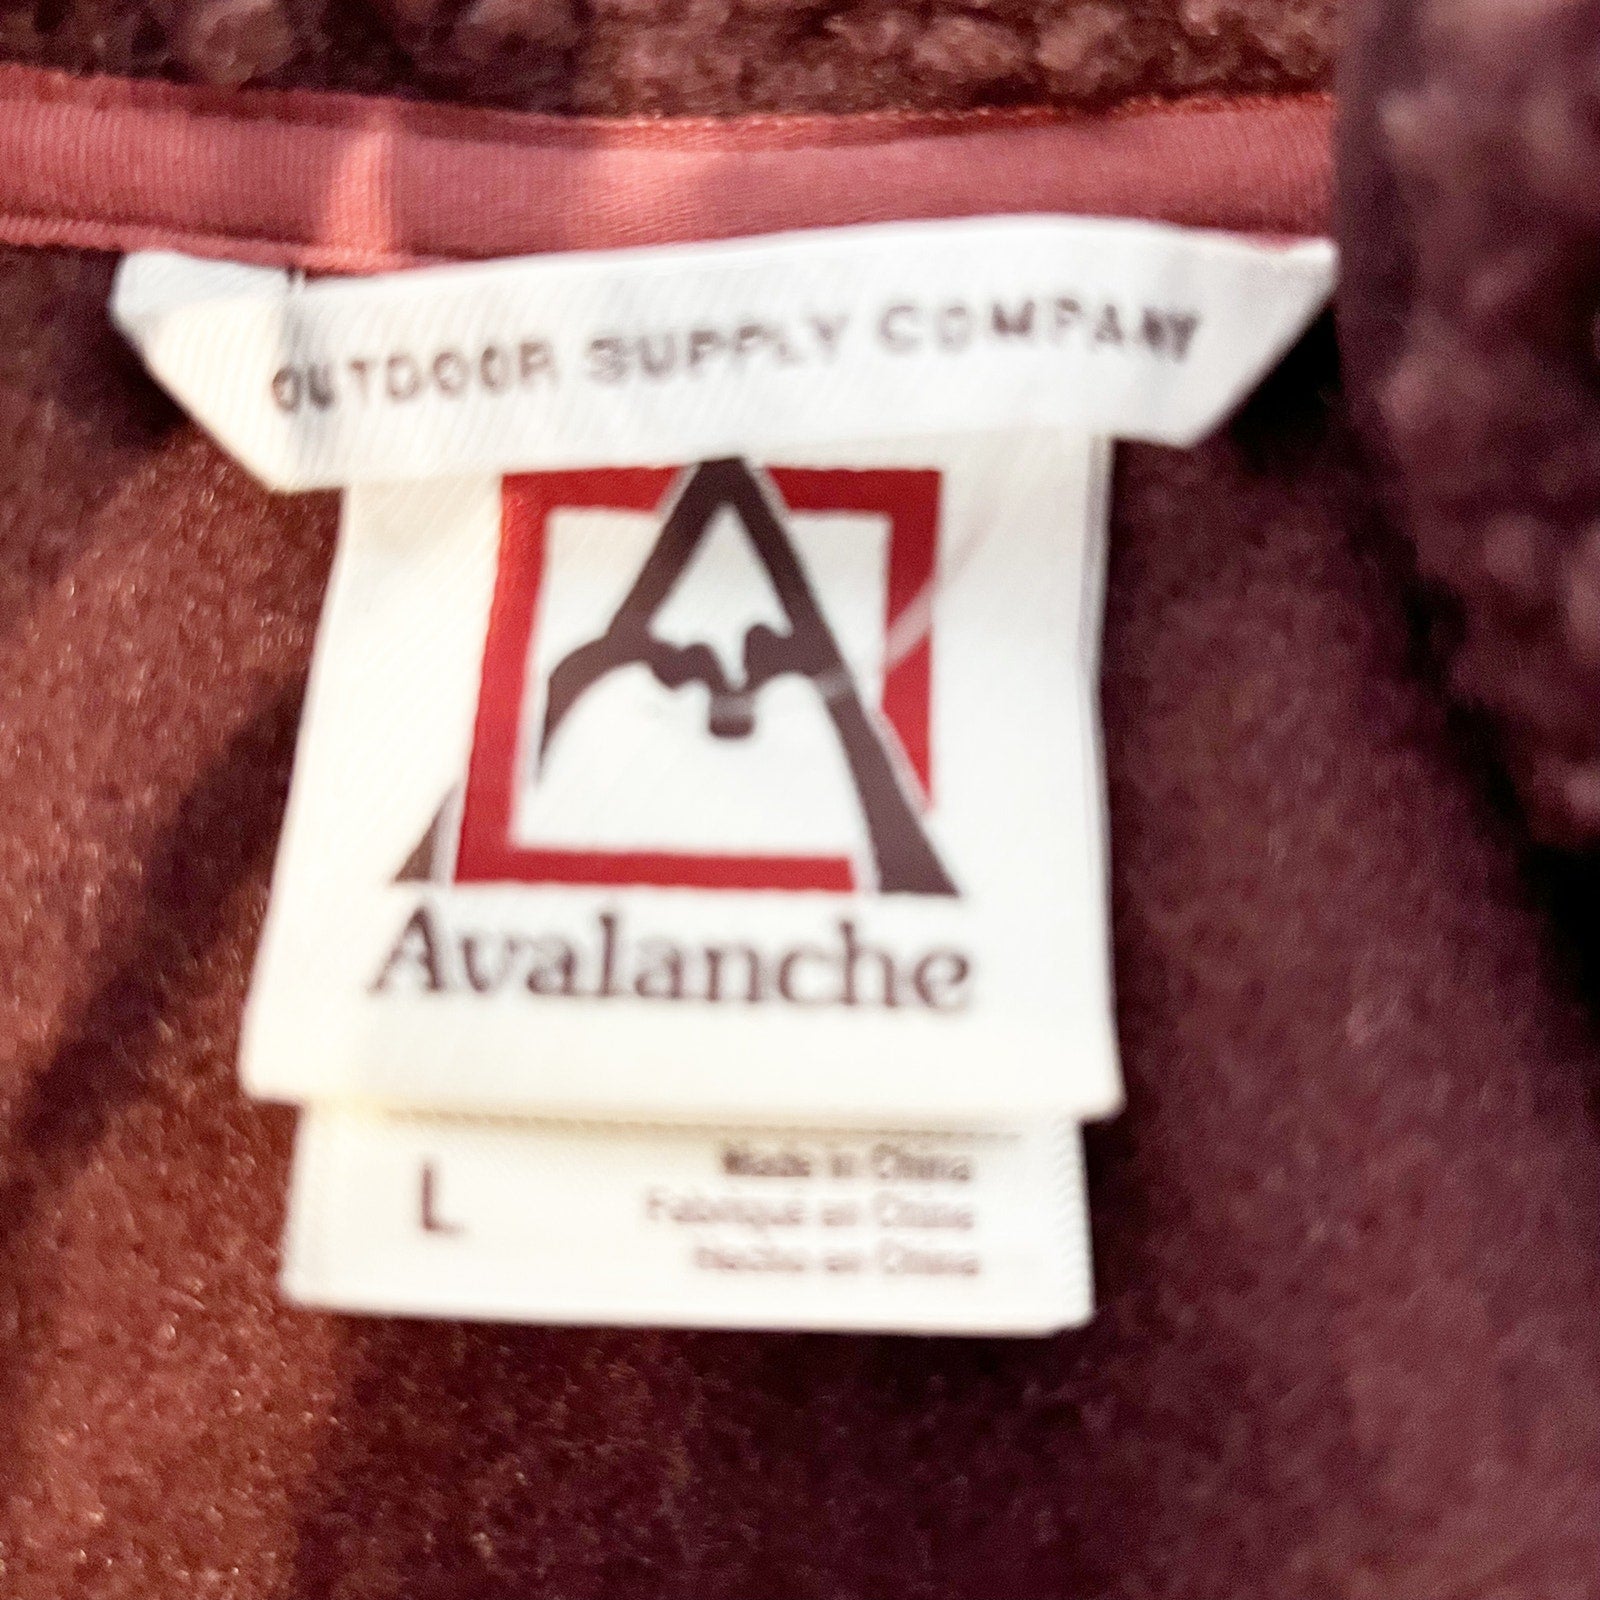 OUTDOOR SUPPLY COMPANY
Avalanche
L
Made in China
Fabriqué en Chine
Hecho en China